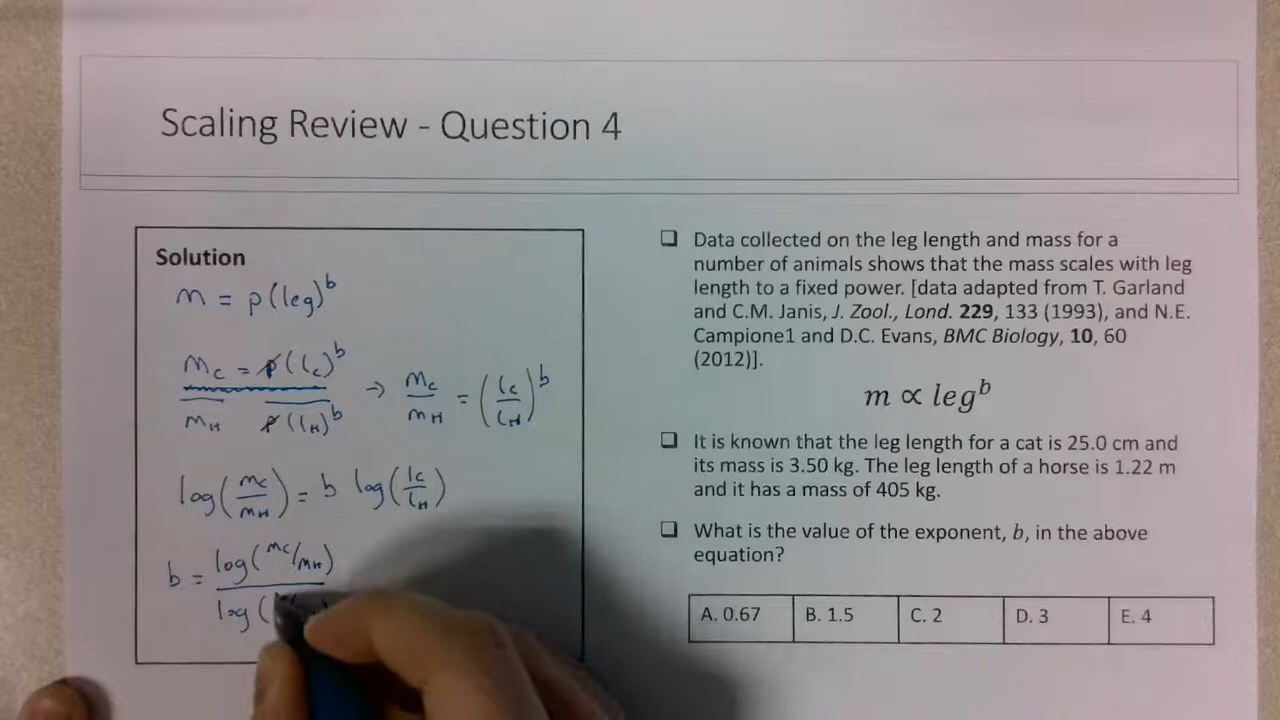 Scaling Review - Question 4
Solution
m = p(leg)^b
m_C = p(l_C)^b
m_H p(l_H)^b
→ m_C/m_H = (l_C/l_H)^b
log(m_C/m_H) = b log(l_C/l_H)
b = log(m_C/m_H)
log(
❑ Data collected on the leg length and mass for a
number of animals shows that the mass scales with leg
length to a fixed power. [data adapted from T. Garland
and C.M. Janis, J. Zool., Lond. 229, 133 (1993), and N.E.
Campione1 and D.C. Evans, BMC Biology, 10, 60
(2012)].
m ∝ leg^b
❑ It is known that the leg length for a cat is 25.0 cm and
its mass is 3.50 kg. The leg length of a horse is 1.22 m
and it has a mass of 405 kg.
❑ What is the value of the exponent, b, in the above
equation?
A. 0.67 B. 1.5 C. 2 D. 3 E. 4